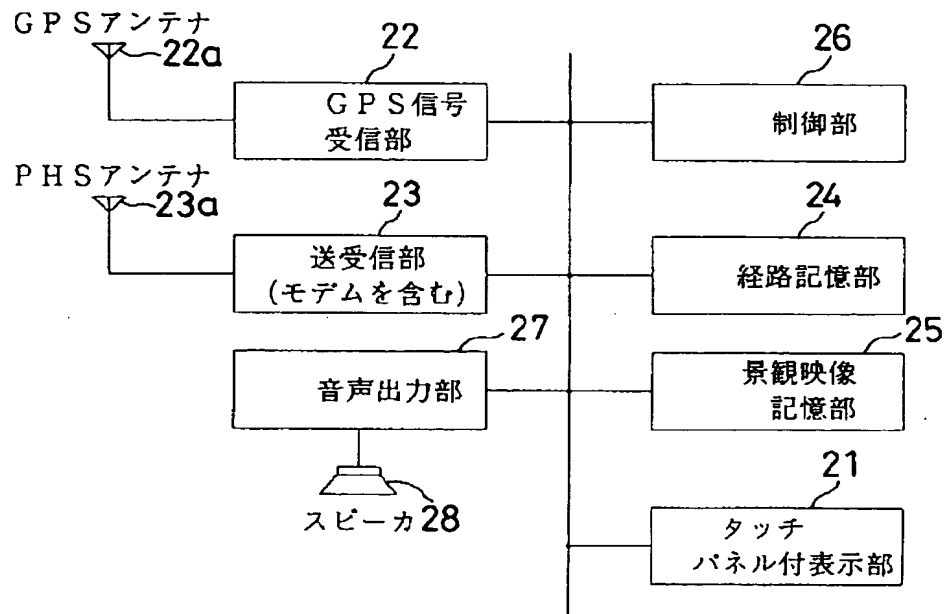 GPSアンテナ
22a
22
GPS信号
受信部
26
制御部
PHSアンテナ
23a
23
送受信部
(モデムを含む)
24
経路記憶部
27
音声出力部
25
景観映像
記憶部
スピーカ28
21
タッチ
パネル付表示部